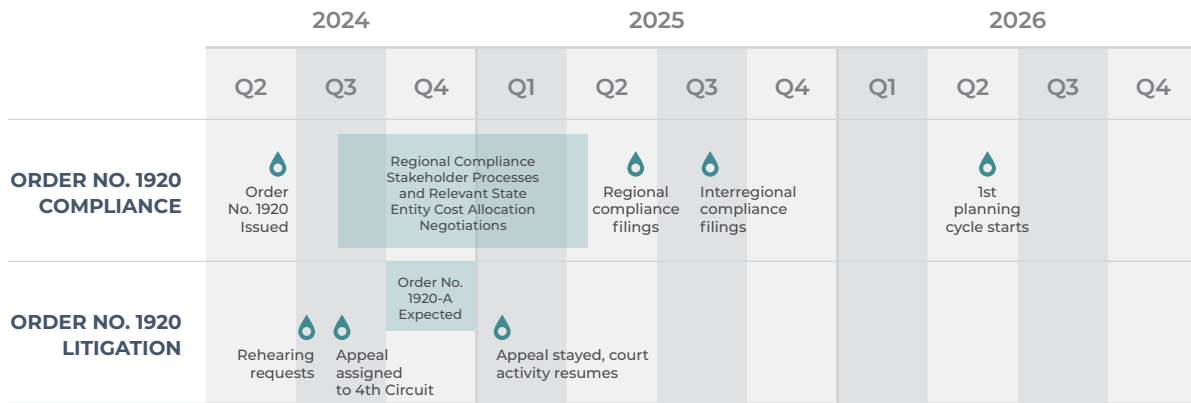 2024
2025
2026
Q2
Q3
Q4
Q1
Q2
Q3
Q4
Q1
Q2
Q3
Q4
ORDER NO. 1920
COMPLIANCE
Order
No. 1920
Issued
Regional Compliance
Stakeholder Processes
and Relevant State
Entity Cost Allocation
Negotiations
Regional
compliance
filings
Interregional
compliance
filings
1st
planning
cycle starts
ORDER NO. 1920
LITIGATION
Rehearing
requests
Appeal
assigned
to 4th Circuit
Order No.
1920-A
Expected
Appeal stayed, court
activity resumes